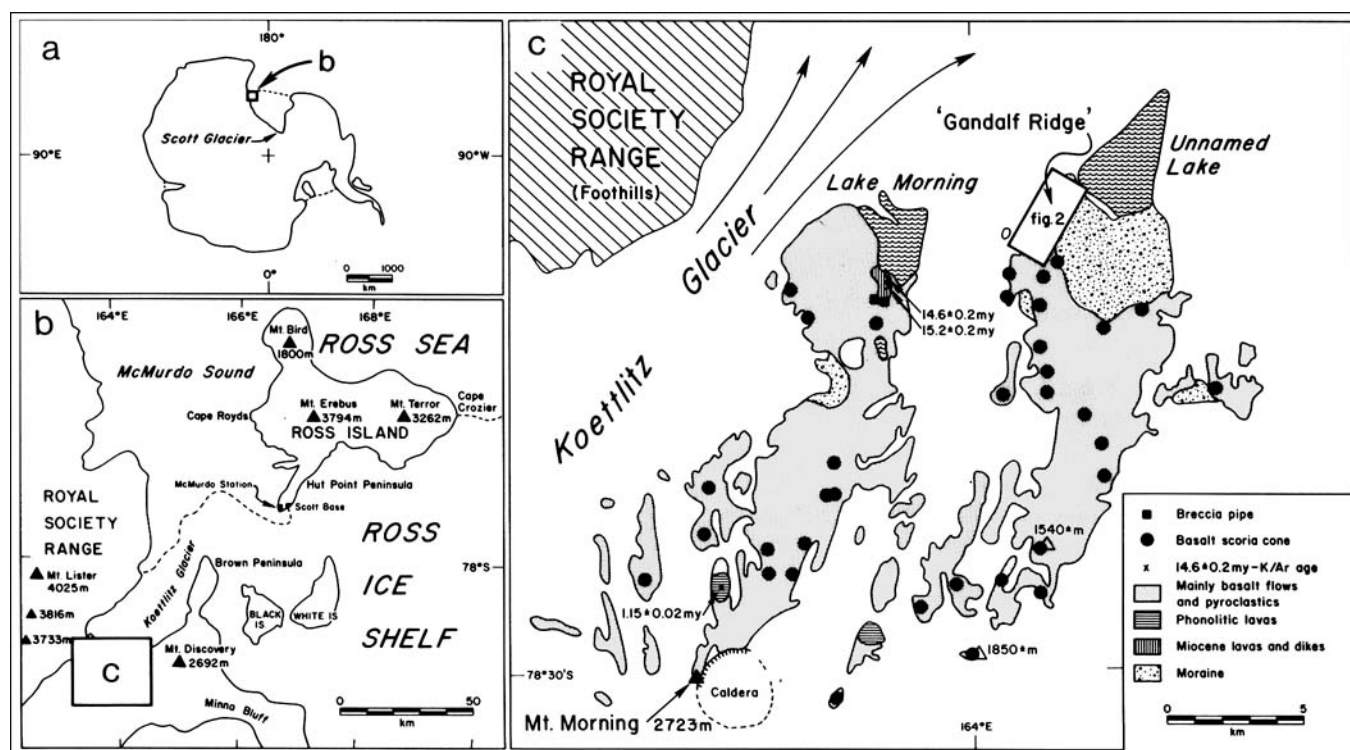 a
180°
b
Scott Glacier
90°E
90°W
0°
0 1000
km
b
164°E
166°E
168°E
Mt. Bird
1800m
ROSS SEA
McMurdo Sound
Cape Royds
Mt. Erebus
3794m
Mt. Terror
3262m
Cape
Crozier
ROSS ISLAND
McMurdo Station
Hut Point Peninsula
Scott Base
ROYAL
SOCIETY
RANGE
ROSS
ICE
SHELF
78°S
Mt. Lister
4025m
3816m
3733m
Koettlitz Glacier
Brown Peninsula
BLACK
IS
WHITE IS
C
Mt. Discovery
2692m
Minna Bluff
0 50
km
c
ROYAL
SOCIETY
RANGE
(Foothills)
Koettlitz Glacier
Lake Morning
'Gandalf Ridge'
fig.2
Unnamed
Lake
14.6±0.2my
15.2±0.2my
1.15±0.02my
1540±m
1850±m
78°30'S
Caldera
Mt. Morning 2723m
164°E
Breccia pipe
Basalt scoria cone
x 14.6±0.2my-K/Ar age
Mainly basalt flows
and pyroclastics
Phonolitic lavas
Miocene lavas and dikes
Moraine
0 5
km